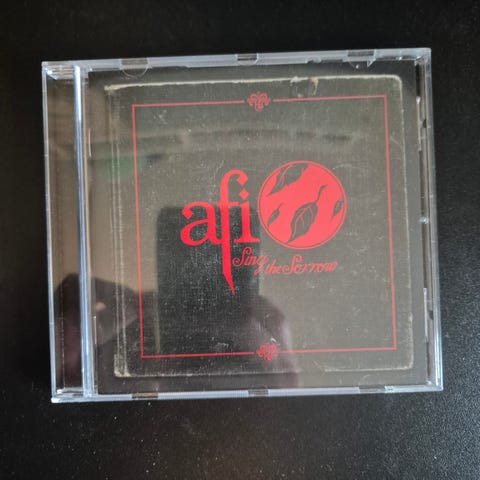 afi
Sing
the Sorrow